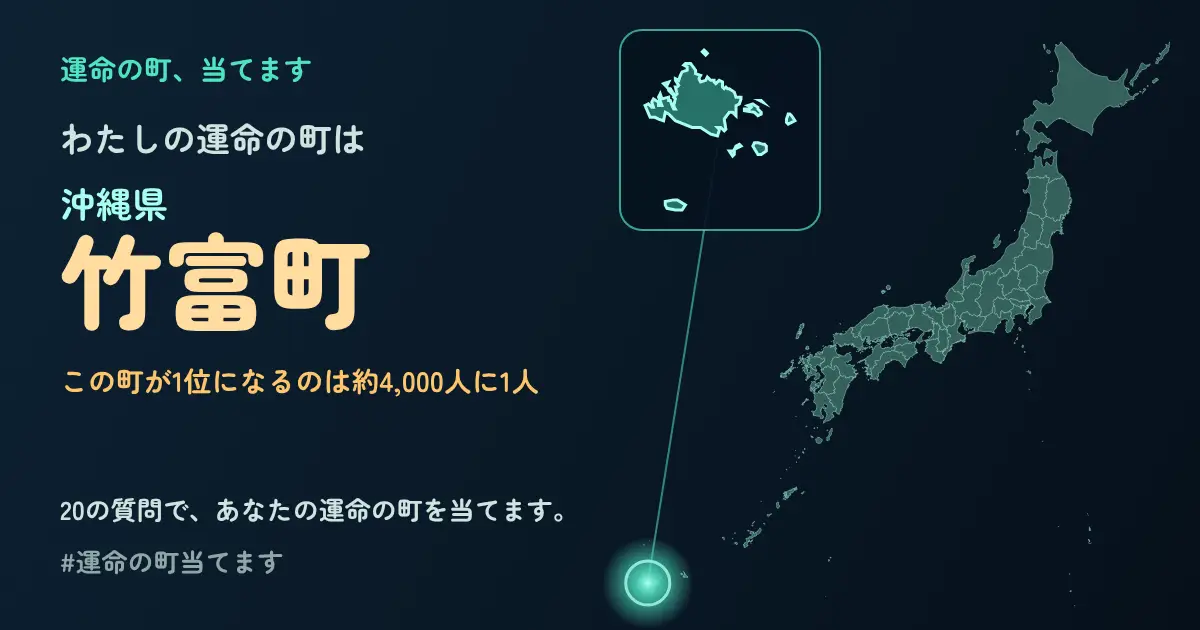 運命の町、当てます
わたしの運命の町は
沖縄県
竹富町
この町が1位になるのは約4,000人に1人
20の質問で、あなたの運命の町を当てます。
#運命の町当てます